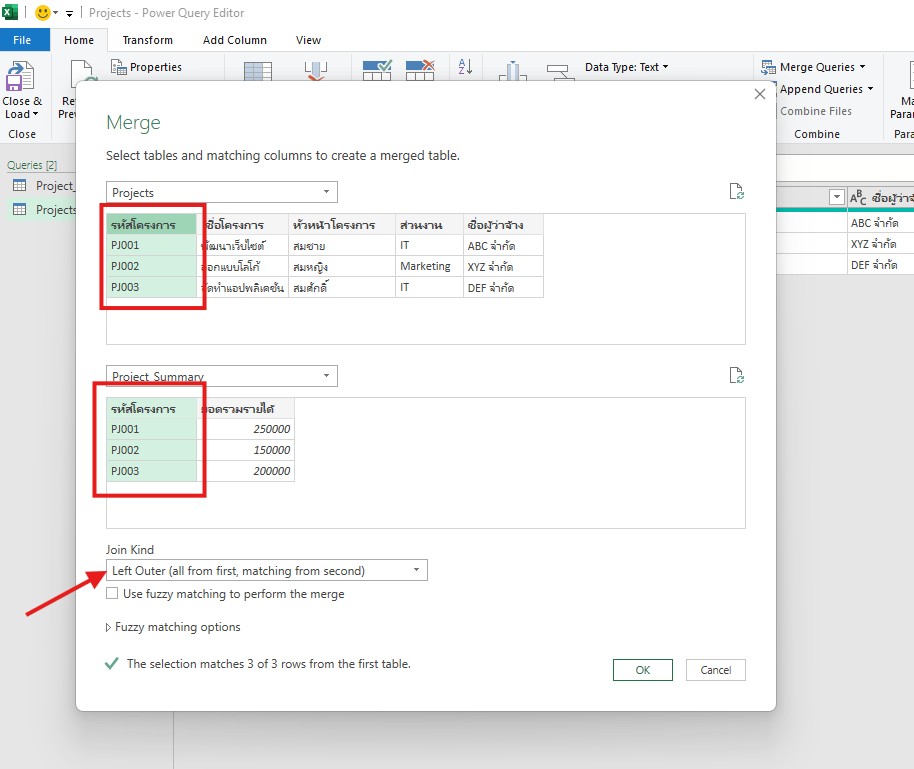 Projects - Power Query Editor
File Home Transform Add Column View
Properties
Data Type: Text
Merge Queries
Append Queries
Combine Files
Close &
Load
Close
Combine
Queries [2]
Project_
Projects
ABC จำกัด
XYZ จำกัด
DEF จำกัด
Merge
Select tables and matching columns to create a merged table.
Projects
รหัสโครงการ ชื่อโครงการ หัวหน้าโครงการ ส่วนงาน ชื่อผู้ว่าจ้าง
PJ001 พัฒนาเว็บไซต์ สมชาย IT ABC จำกัด
PJ002 ออกแบบโลโก้ สมหญิง Marketing XYZ จำกัด
PJ003 จัดทำแอปพลิเคชัน สมศักดิ์ IT DEF จำกัด
Project_Summary
รหัสโครงการ ยอดรวมรายได้
PJ001 250000
PJ002 150000
PJ003 200000
Join Kind
Left Outer (all from first, matching from second)
Use fuzzy matching to perform the merge
Fuzzy matching options
The selection matches 3 of 3 rows from the first table.
OK Cancel